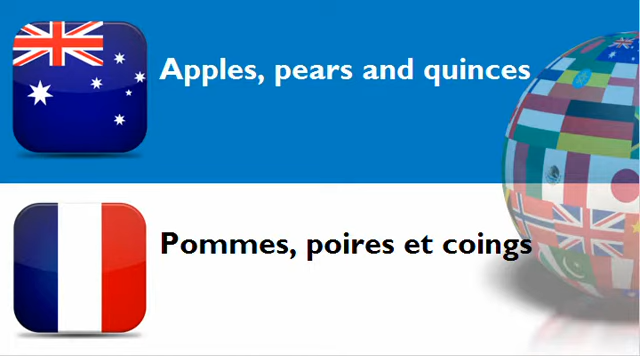 Apples, pears and quinces
Pommes, poires et coings